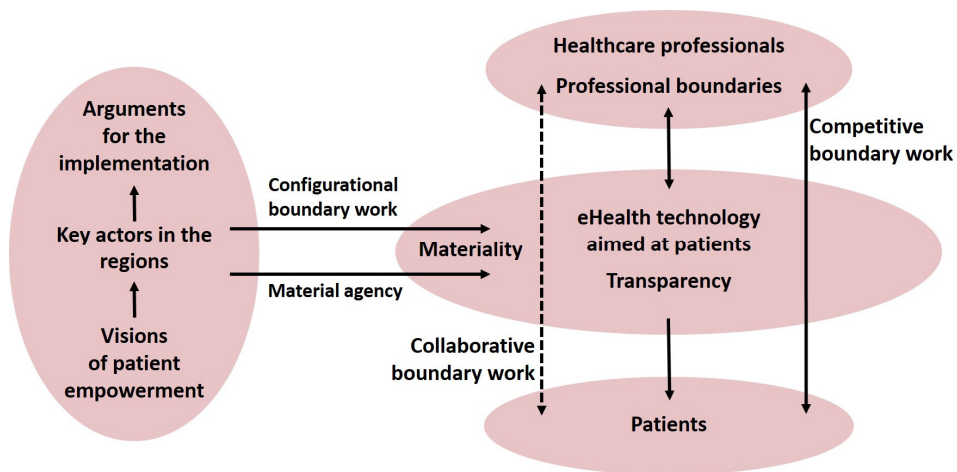 Arguments
for the
implementation
Key actors in the
regions
Visions
of patient
empowerment
Configurational
boundary work
Material agency
Healthcare professionals
Professional boundaries
Competitive
boundary work
Materiality
eHealth technology
aimed at patients
Transparency
Collaborative
boundary work
Patients